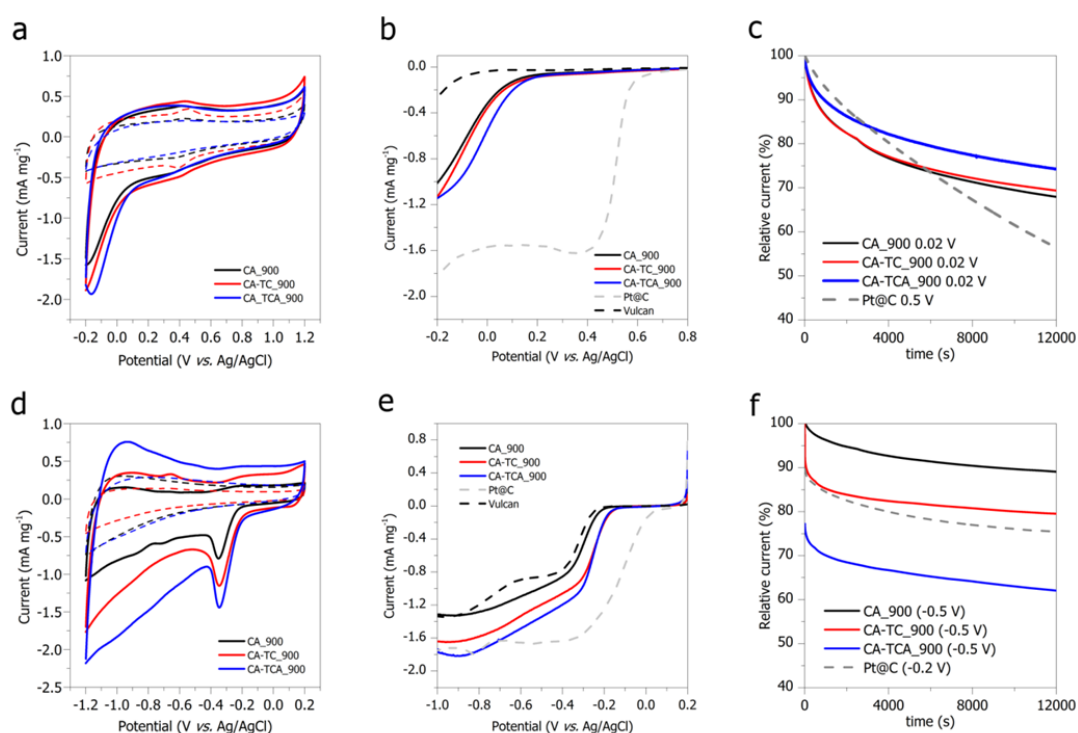 a
1.0
0.5
0.0
-0.5
-1.0
-1.5
-2.0
Current (mA mg-1)
CA_900
CA-TC_900
CA_TCA_900
-0.2 0.0 0.2 0.4 0.6 0.8 1.0 1.2
Potential (V vs. Ag/AgCl)
b
0.0
-0.4
-0.8
-1.2
-1.6
-2.0
-2.4
Current (mA mg-1)
CA_900
CA-TC_900
CA-TCA_900
Pt@C
Vulcan
-0.2 0.0 0.2 0.4 0.6 0.8
Potential (V vs. Ag/AgCl)
c
100
90
80
70
60
50
40
Relative current (%)
CA_900 0.02 V
CA-TC_900 0.02 V
CA-TCA_900 0.02 V
Pt@C 0.5 V
0 4000 8000 12000
time (s)
d
1.0
0.5
0.0
-0.5
-1.0
-1.5
-2.0
-2.5
Current (mA mg-1)
CA_900
CA-TC_900
CA-TCA_900
-1.2 -1.0 -0.8 -0.6 -0.4 -0.2 0.0 0.2
Potential (V vs. Ag/AgCl)
e
0.8
0.4
0.0
-0.4
-0.8
-1.2
-1.6
-2.0
Current (mA mg-1)
CA_900
CA-TC_900
CA-TCA_900
Pt@C
Vulcan
-1.0 -0.8 -0.6 -0.4 -0.2 0.0 0.2
Potential (V vs. Ag/AgCl)
f
100
90
80
70
60
50
40
Relative current (%)
CA_900 (-0.5 V)
CA-TC_900 (-0.5 V)
CA-TCA_900 (-0.5 V)
Pt@C (-0.2 V)
0 4000 8000 12000
time (s)